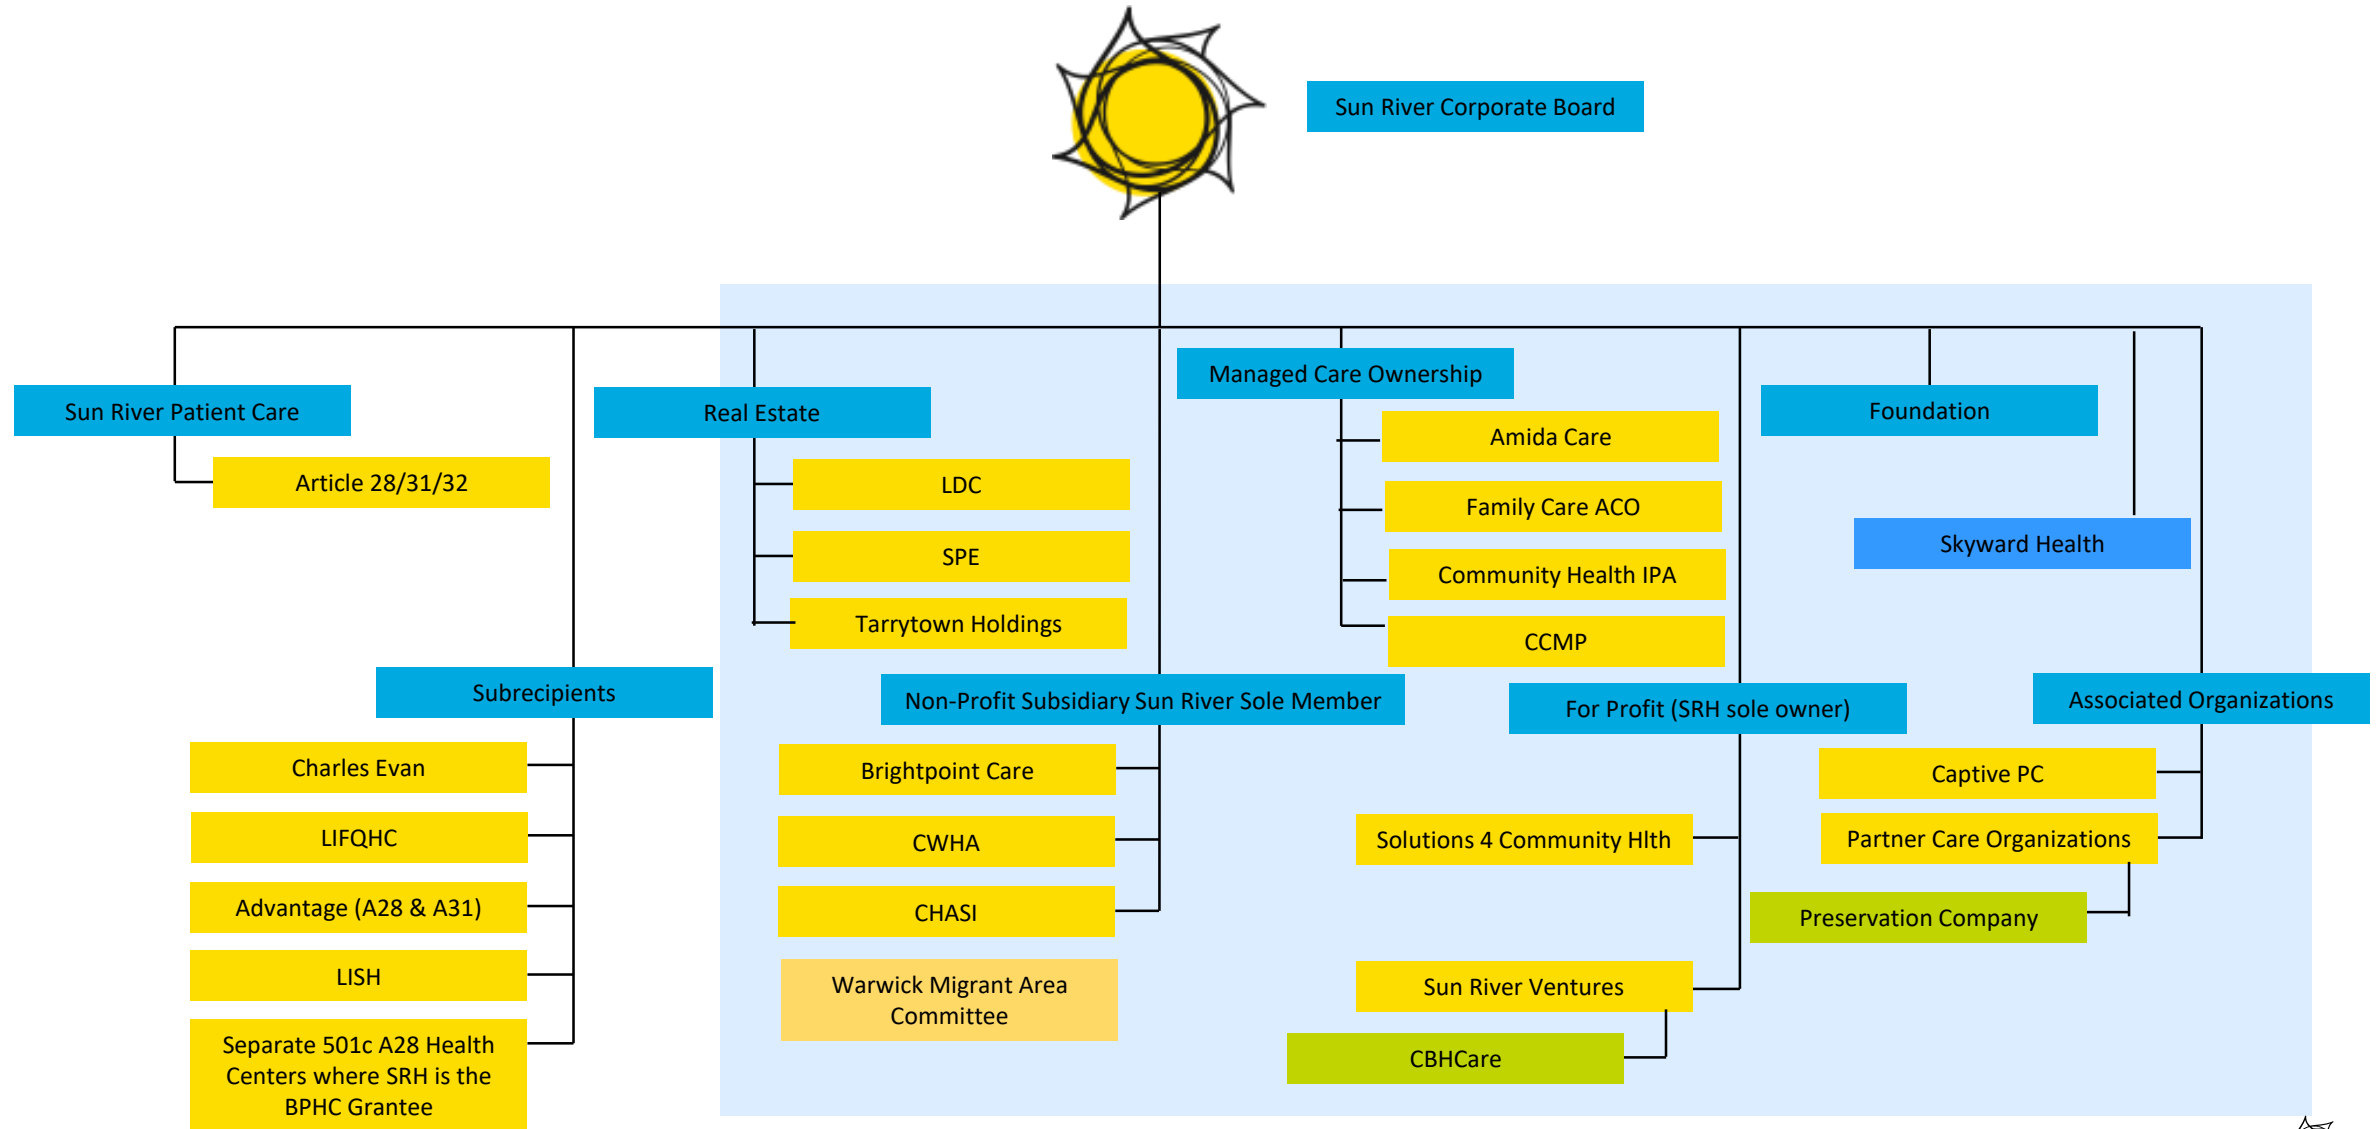 Sun River Corporate Board
Managed Care Ownership
Sun River Patient Care
Real Estate
Foundation
Amida Care
Article 28/31/32
LDC
Family Care ACO
SPE
Skyward Health
Community Health IPA
Tarrytown Holdings
CCMP
Subrecipients
Non-Profit Subsidiary Sun River Sole Member
For Profit (SRH sole owner)
Associated Organizations
Charles Evan
Brightpoint Care
Captive PC
LIFQHC
CWHA
Solutions 4 Community Hlth
Partner Care Organizations
Advantage (A28 & A31)
CHASI
Preservation Company
LISH
Warwick Migrant Area
Committee
Sun River Ventures
Separate 501c A28 Health
Centers where SRH is the
BPHC Grantee
CBHCare